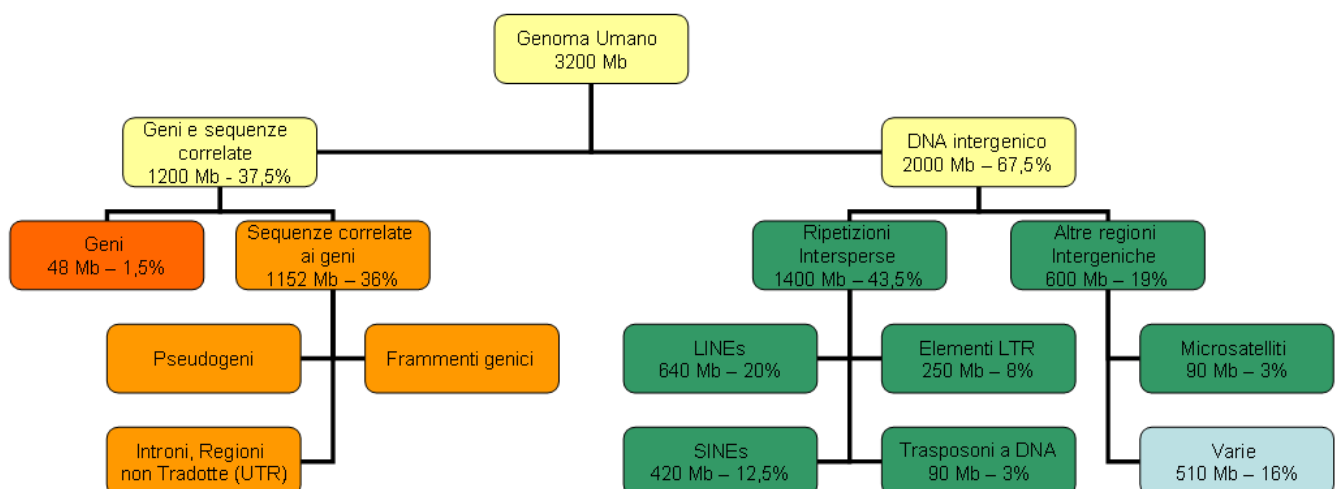 Genoma Umano
3200 Mb
Geni e sequenze
correlate
1200 Mb - 37,5%
DNA intergenico
2000 Mb – 67,5%
Geni
48 Mb – 1,5%
Sequenze correlate
ai geni
1152 Mb – 36%
Ripetizioni
Intersperse
1400 Mb – 43,5%
Altre regioni
Intergeniche
600 Mb – 19%
Pseudogeni
Frammenti genici
LINEs
640 Mb – 20%
Elementi LTR
250 Mb – 8%
Microsatelliti
90 Mb – 3%
Introni, Regioni
non Tradotte (UTR)
SINEs
420 Mb – 12,5%
Trasposoni a DNA
90 Mb – 3%
Varie
510 Mb – 16%